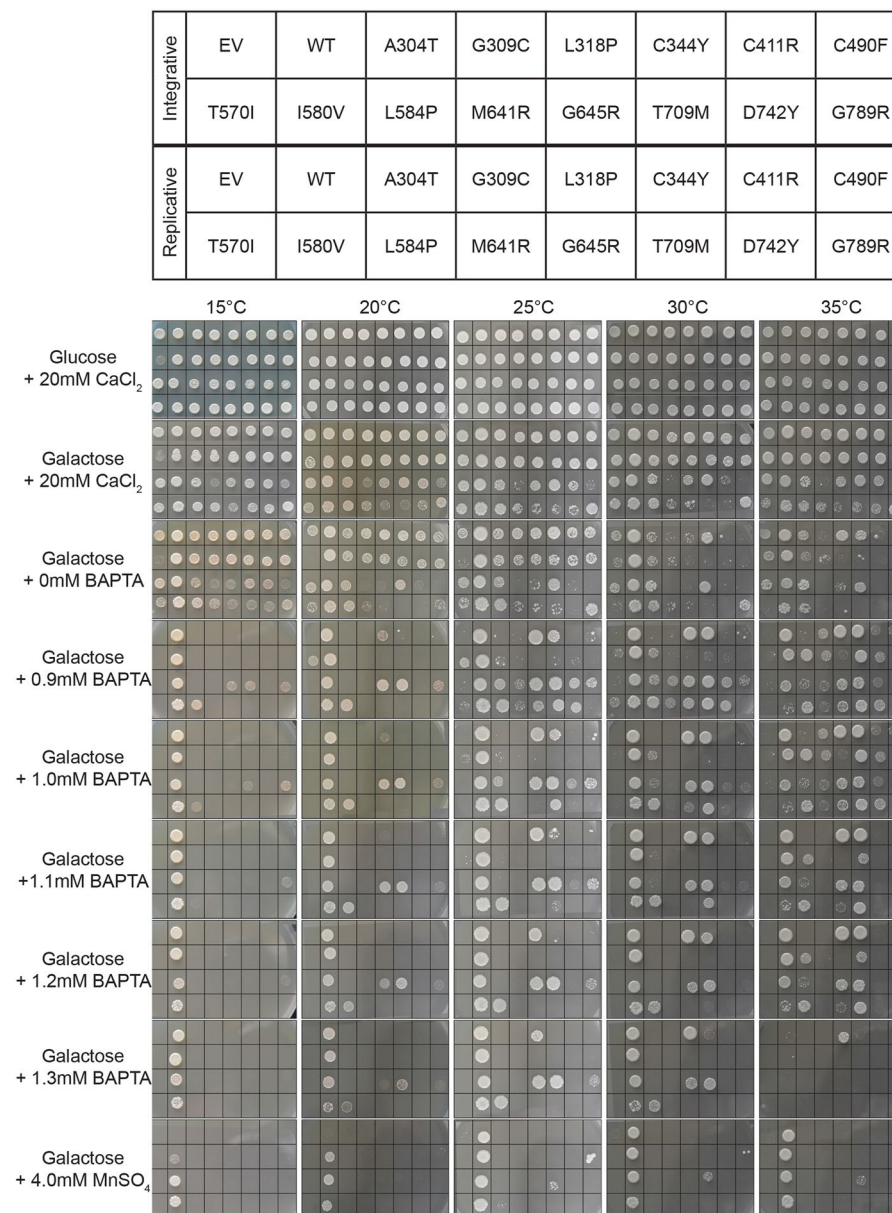 Integrative
EV WT A304T G309C L318P C344Y C411R C490F
T570I I580V L584P M641R G645R T709M D742Y G789R
Replicative
EV WT A304T G309C L318P C344Y C411R C490F
T570I I580V L584P M641R G645R T709M D742Y G789R
15°C 20°C 25°C 30°C 35°C
Glucose
+ 20mM CaCl₂
Galactose
+ 20mM CaCl₂
Galactose
+ 0mM BAPTA
Galactose
+ 0.9mM BAPTA
Galactose
+ 1.0mM BAPTA
Galactose
+1.1mM BAPTA
Galactose
+ 1.2mM BAPTA
Galactose
+ 1.3mM BAPTA
Galactose
+ 4.0mM MnSO₄